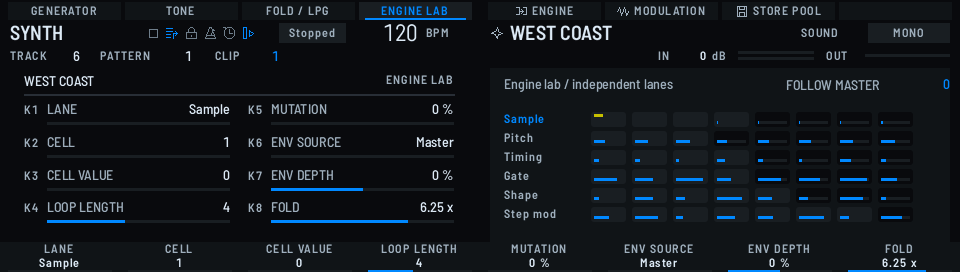 GENERATOR TONE FOLD / LPG ENGINE LAB ENGINE MODULATION STORE POOL
SYNTH Stopped 120 BPM WEST COAST SOUND MONO
TRACK 6 PATTERN 1 CLIP 1 IN 0 dB OUT
WEST COAST ENGINE LAB
Engine lab / independent lanes FOLLOW MASTER 0
K1 LANE Sample K5 MUTATION 0 %
K2 CELL 1 K6 ENV SOURCE Master
K3 CELL VALUE 0 K7 ENV DEPTH 0 %
K4 LOOP LENGTH 4 K8 FOLD 6.25 x
Sample
Pitch
Timing
Gate
Shape
Step mod
LANE CELL CELL VALUE LOOP LENGTH MUTATION ENV SOURCE ENV DEPTH FOLD
Sample 1 0 4 0 % Master 0 % 6.25 x